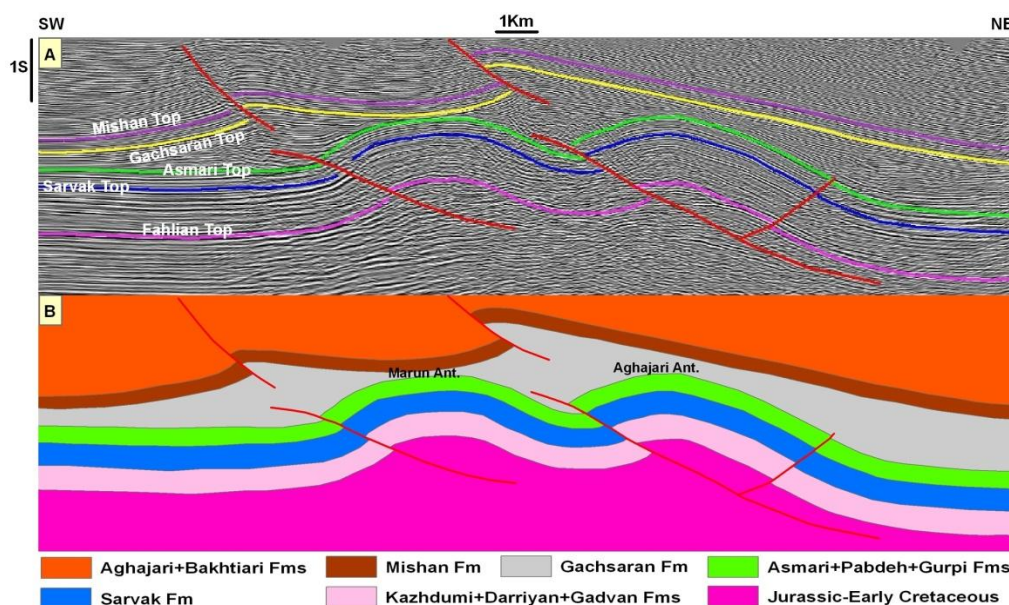 SW
1Km
NE
A
1S
Mishan Top
Gachsaran Top
Asmari Top
Sarvak Top
Fahlian Top
B
Marun Ant.
Aghajari Ant.
Aghajari+Bakhtiari Fms
Mishan Fm
Gachsaran Fm
Asmari+Pabdeh+Gurpi Fms
Sarvak Fm
Kazhdumi+Darriyan+Gadvan Fms
Jurassic-Early Cretaceous